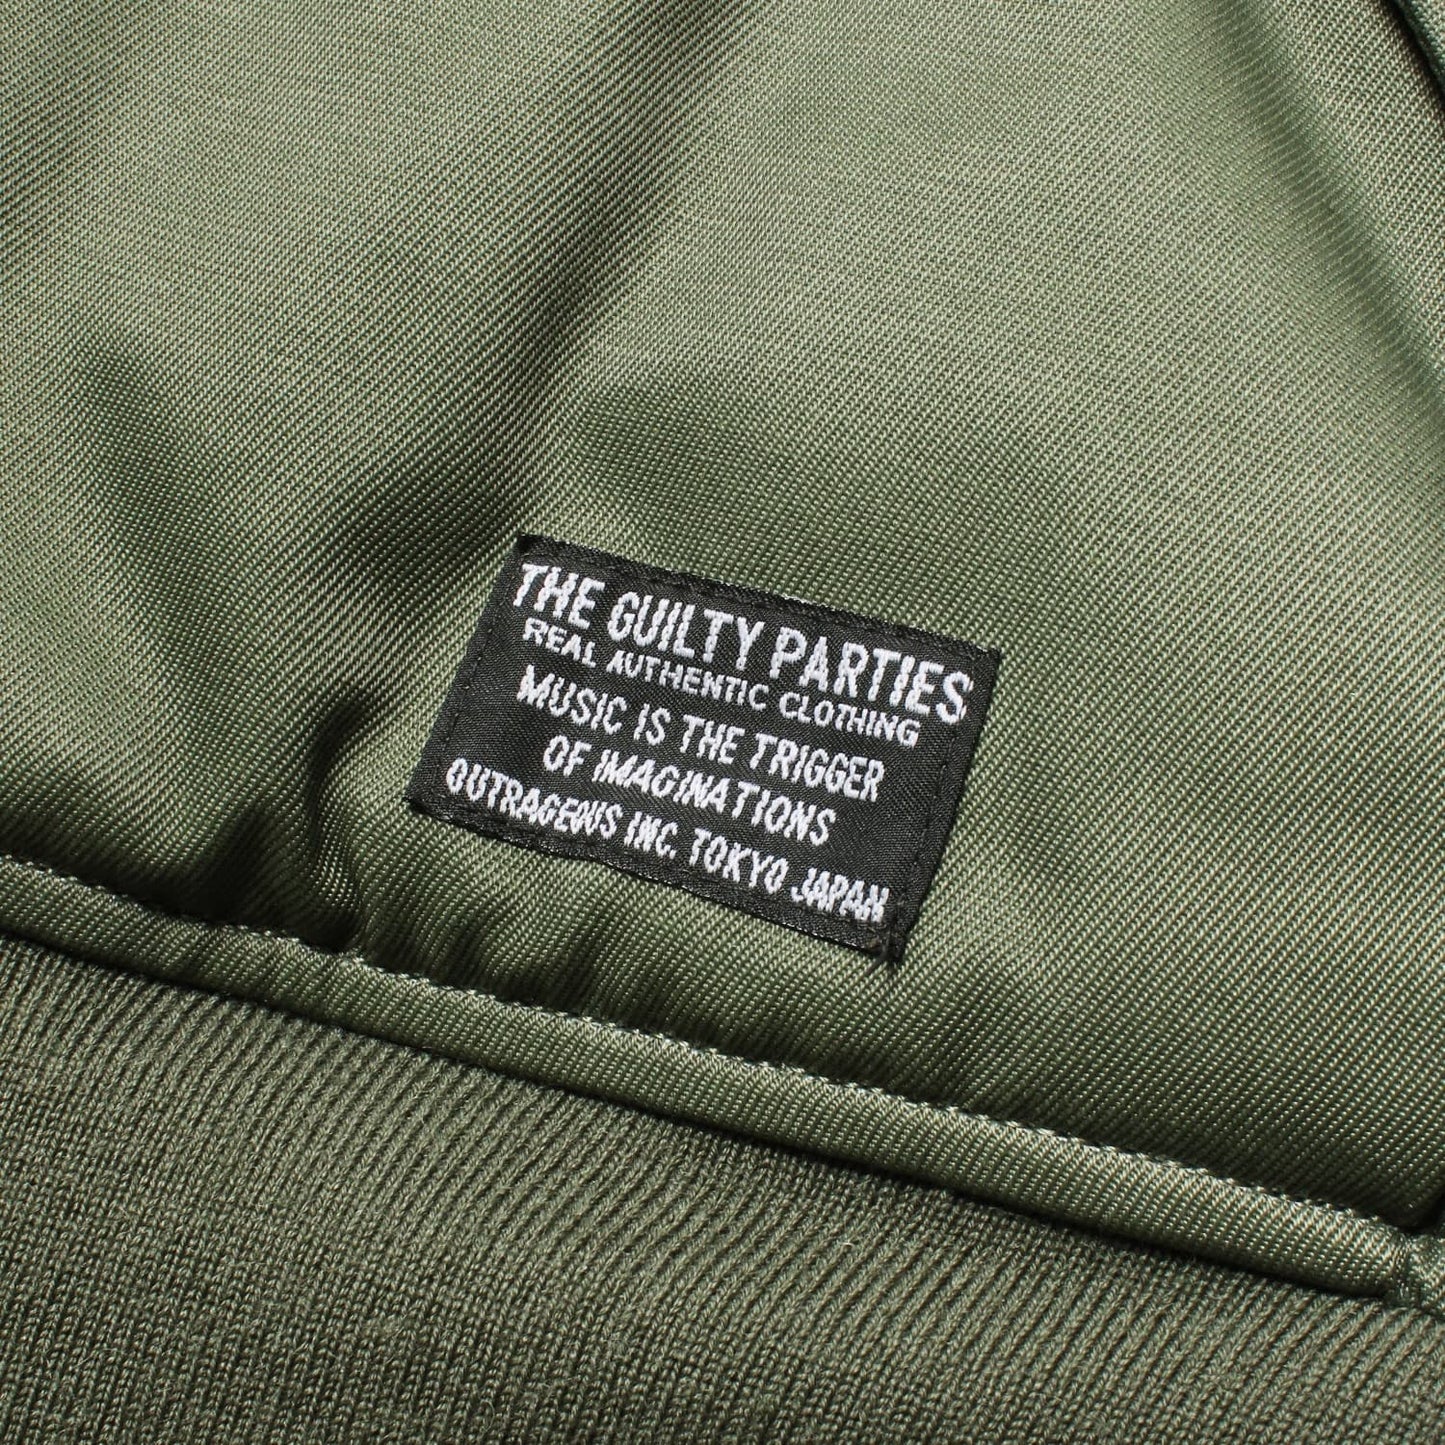 THE GUILTY PARTIES
REAL AUTHENTIC CLOTHING
MUSIC IS THE TRIGGER
OF IMAGINATIONS
OUTRAGEOUS INC. TOKYO JAPAN